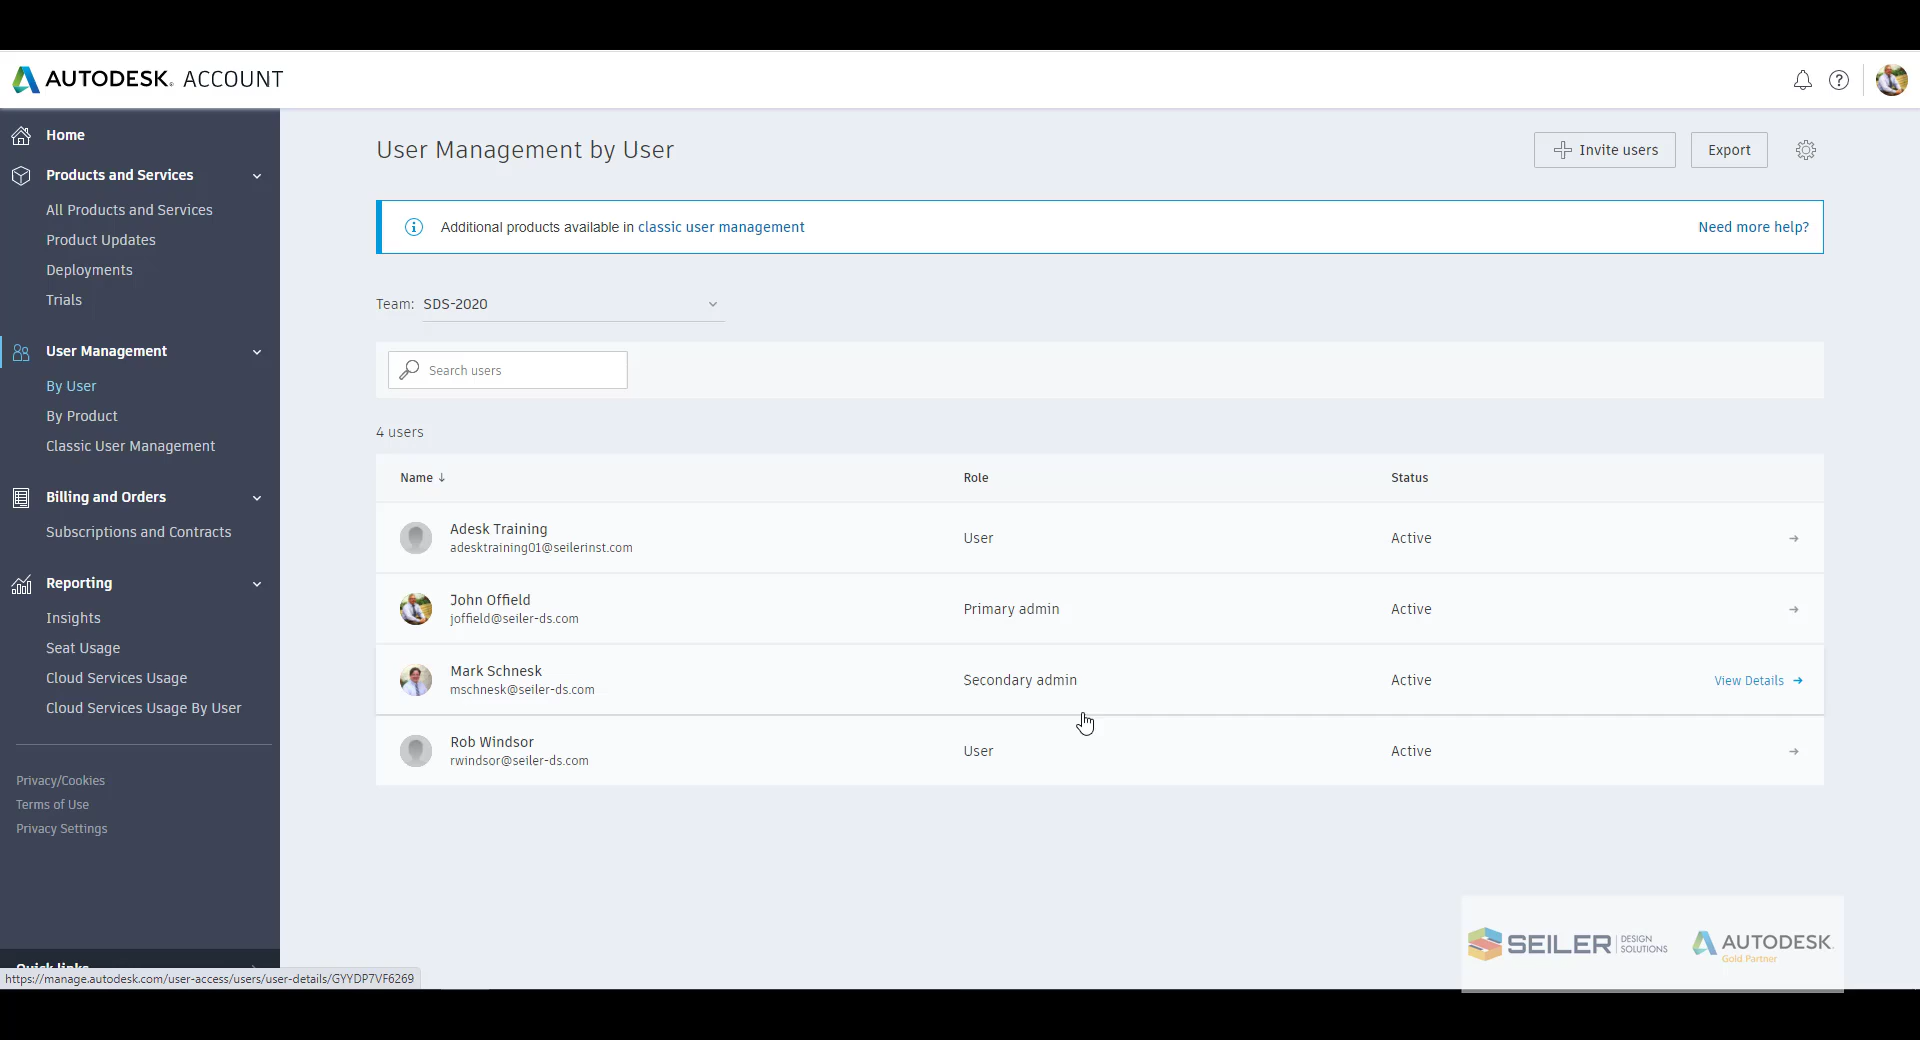 AUTODESK. ACCOUNT
Home
Products and Services
All Products and Services
Product Updates
Deployments
Trials
User Management
By User
By Product
Classic User Management
Billing and Orders
Subscriptions and Contracts
Reporting
Insights
Seat Usage
Cloud Services Usage
Cloud Services Usage By User
Privacy/Cookies
Terms of Use
Privacy Settings
Quick links
https://manage.autodesk.com/user-access/users/user-details/GYYDP7VF6269
User Management by User
Invite users
Export
Additional products available in classic user management
Need more help?
Team: SDS-2020
Search users
4 users
Name ↓ Role Status
Adesk Training
adesktraining01@seilerinst.com
User Active →
John Offield
joffield@seiler-ds.com
Primary admin Active →
Mark Schnesk
mschnesk@seiler-ds.com
Secondary admin Active View Details →
Rob Windsor
rwindsor@seiler-ds.com
User Active →
SEILER DESIGN
SOLUTIONS
AUTODESK.
Gold Partner